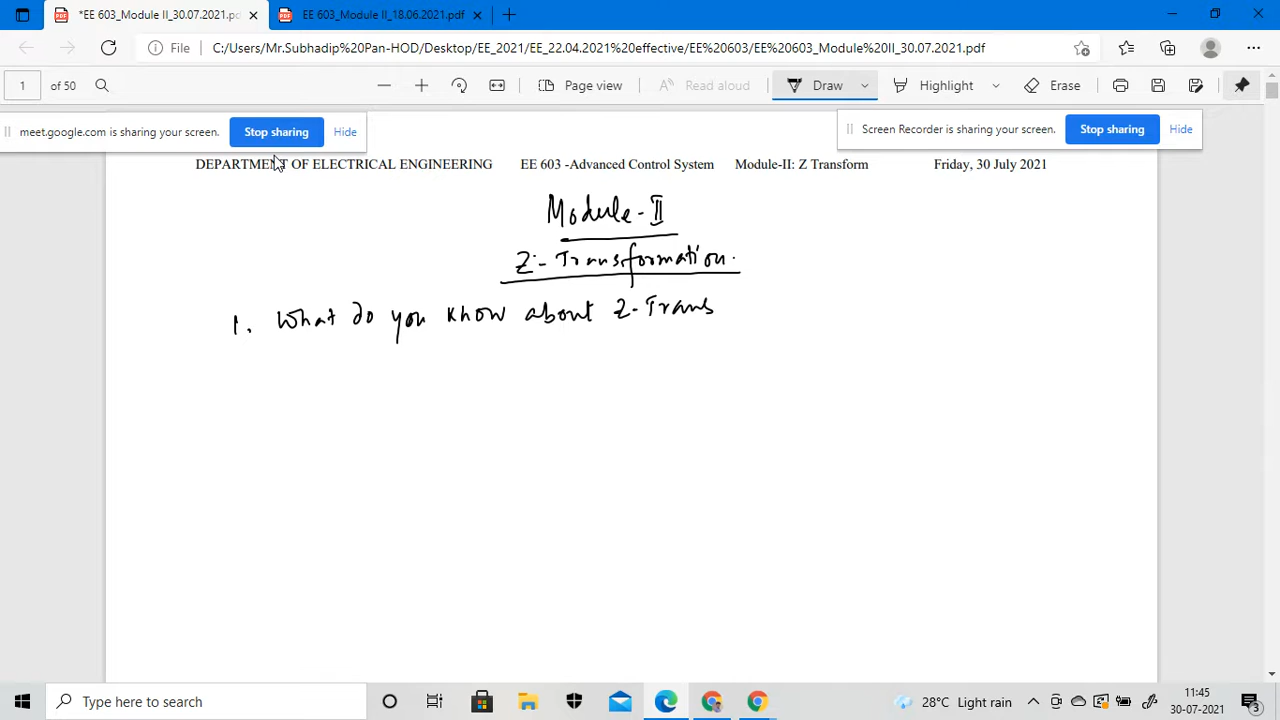 *EE 603_Module II_30.07.2021.pd
EE 603_Module II_18.06.2021.pdf
File
C:/Users/Mr.Subhadip%20Pan-HOD/Desktop/EE_2021/EE_22.04.2021%20effective/EE%20603/EE%20603_Module%20II_30.07.2021.pdf
1 of 50
Page view
Read aloud
Draw
Highlight
Erase
meet.google.com is sharing your screen. Stop sharing Hide
Screen Recorder is sharing your screen. Stop sharing Hide
DEPARTMENT OF ELECTRICAL ENGINEERING EE 603 -Advanced Control System Module-II: Z Transform Friday, 30 July 2021
Module-II
Z-Transformation.
1. What do you know about Z-Trans
Type here to search
28°C Light rain
11:45
30-07-2021
3